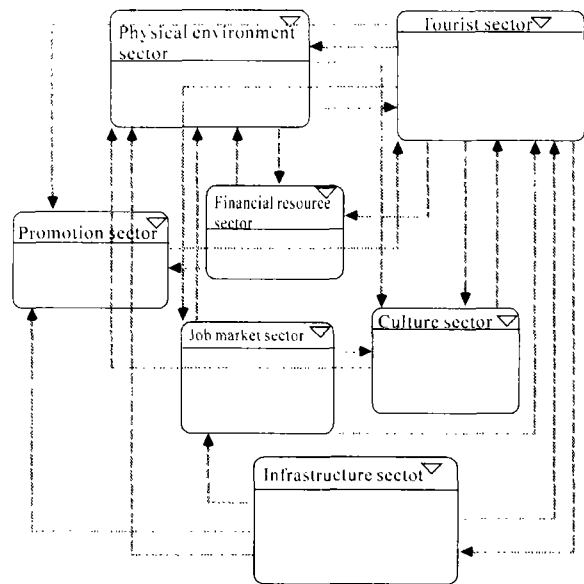 Physical environment
sector
Tourist sector
Financial resource
sector
Promotion sector
Job market sector
Culture sector
Infrastructure sectot